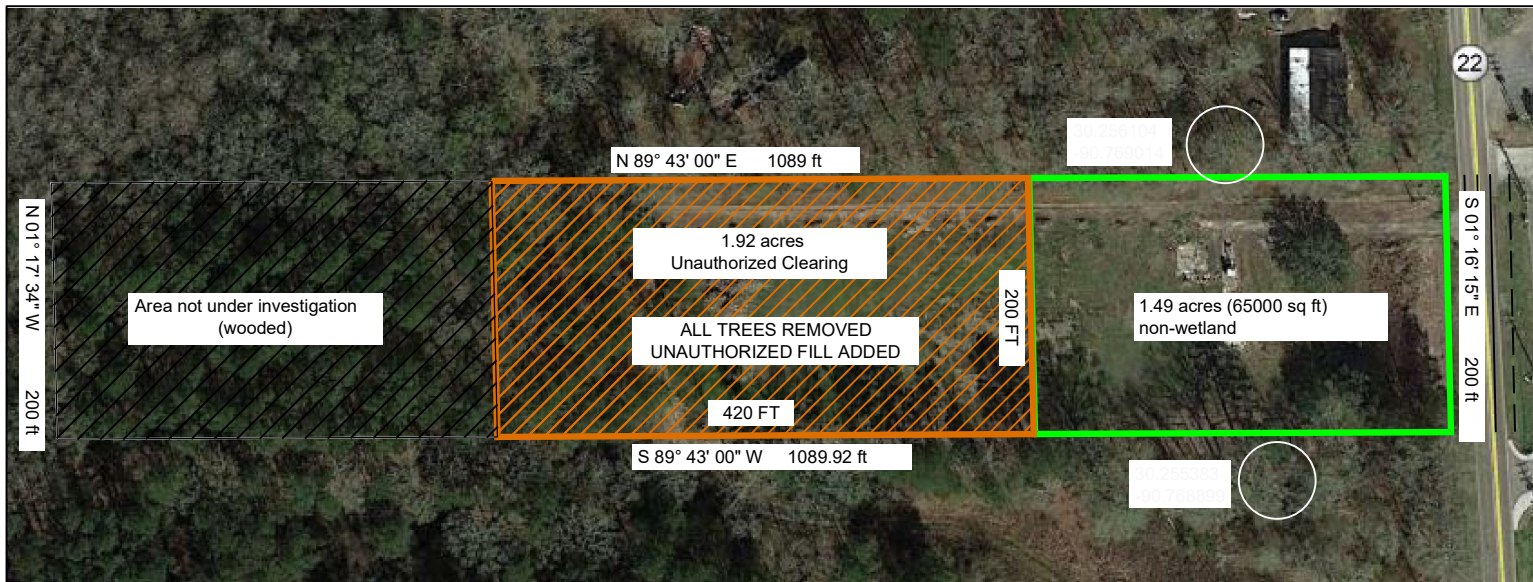 22
30.256104
-90.769014
N 89° 43' 00" E 1089 ft
N 01° 17' 34" W 200 ft
1.92 acres
Unauthorized Clearing
S 01° 16' 15" E 200 ft
Area not under investigation
(wooded)
200 FT
1.49 acres (65000 sq ft)
non-wetland
ALL TREES REMOVED
UNAUTHORIZED FILL ADDED
420 FT
S 89° 43' 00" W 1089.92 ft
30.255383
-90.768899